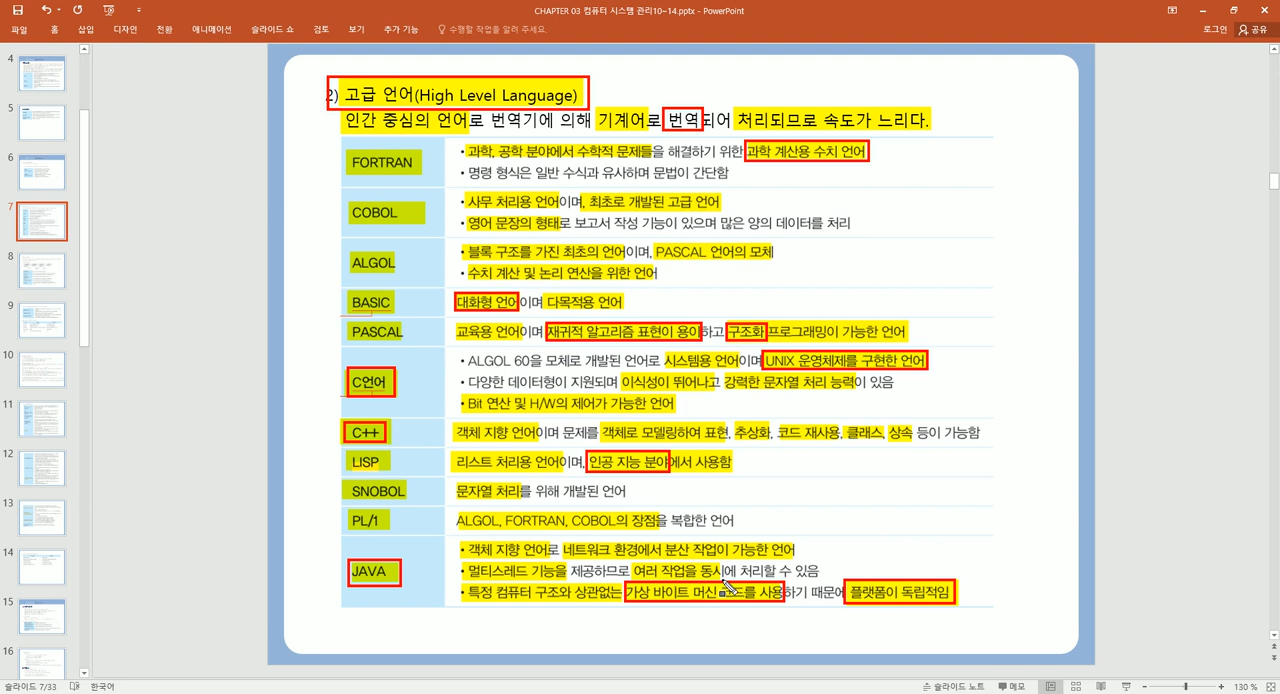 CHAPTER 03 컴퓨터 시스템 관리10~14.pptx - PowerPoint
파일 홈 삽입 디자인 전환 애니메이션 슬라이드 쇼 검토 보기 추가 기능 수행할 작업을 알려 주세요. 로그인 공유
4
5
6
7
8
9
10
11
12
13
14
15
16
2) 고급 언어(High Level Language)
인간 중심의 언어로 번역기에 의해 기계어로 번역되어 처리되므로 속도가 느리다.
FORTRAN
• 과학, 공학 분야에서 수학적 문제들을 해결하기 위한 과학 계산용 수치 언어
• 명령 형식은 일반 수식과 유사하며 문법이 간단함
COBOL
• 사무 처리용 언어이며, 최초로 개발된 고급 언어
• 영어 문장의 형태로 보고서 작성 기능이 있으며 많은 양의 데이터를 처리
ALGOL
• 블록 구조를 가진 최초의 언어이며, PASCAL 언어의 모체
• 수치 계산 및 논리 연산을 위한 언어
BASIC
대화형 언어이며 다목적용 언어
PASCAL
교육용 언어이며 재귀적 알고리즘 표현이 용이하고 구조화 프로그래밍이 가능한 언어
C언어
• ALGOL 60을 모체로 개발된 언어로 시스템용 언어이며 UNIX 운영체제를 구현한 언어
• 다양한 데이터형이 지원되며 이식성이 뛰어나고 강력한 문자열 처리 능력이 있음
• Bit 연산 및 H/W의 제어가 가능한 언어
C++
객체 지향 언어이며 문제를 객체로 모델링하여 표현, 추상화, 코드 재사용, 클래스, 상속 등이 가능함
LISP
리스트 처리용 언어이며, 인공 지능 분야에서 사용함
SNOBOL
문자열 처리를 위해 개발된 언어
PL/1
ALGOL, FORTRAN, COBOL의 장점을 복합한 언어
JAVA
• 객체 지향 언어로 네트워크 환경에서 분산 작업이 가능한 언어
• 멀티스레드 기능을 제공하므로 여러 작업을 동시에 처리할 수 있음
• 특정 컴퓨터 구조와 상관없는 가상 바이트 머신 드를 사용하기 때문에 플랫폼이 독립적임
슬라이드 7/33 한국어 슬라이드 노트 메모 130 %